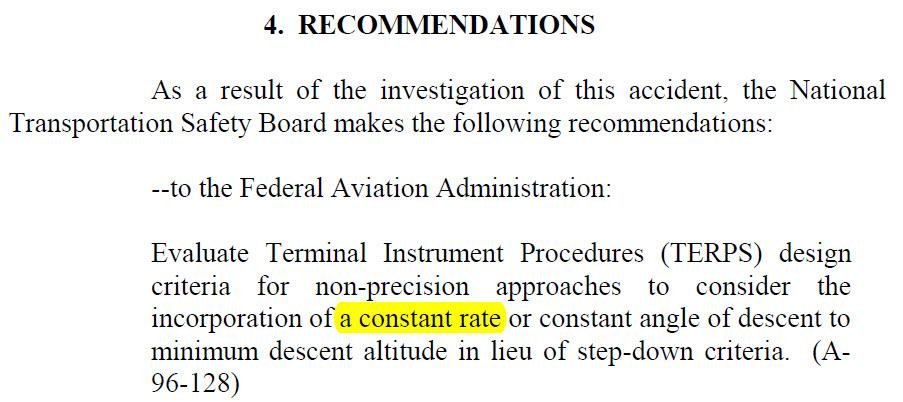 4. RECOMMENDATIONS
As a result of the investigation of this accident, the National
Transportation Safety Board makes the following recommendations:
--to the Federal Aviation Administration:
Evaluate Terminal Instrument Procedures (TERPS) design
criteria for non-precision approaches to consider the
incorporation of a constant rate or constant angle of descent to
minimum descent altitude in lieu of step-down criteria. (A-
96-128)